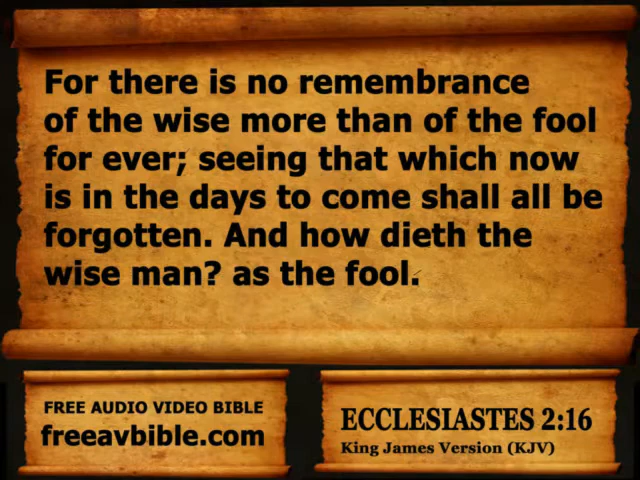 For there is no remembrance
of the wise more than of the fool
for ever; seeing that which now
is in the days to come shall all be
forgotten. And how dieth the
wise man? as the fool.
FREE AUDIO VIDEO BIBLE
freeavbible.com
ECCLESIASTES 2:16
King James Version (KJV)